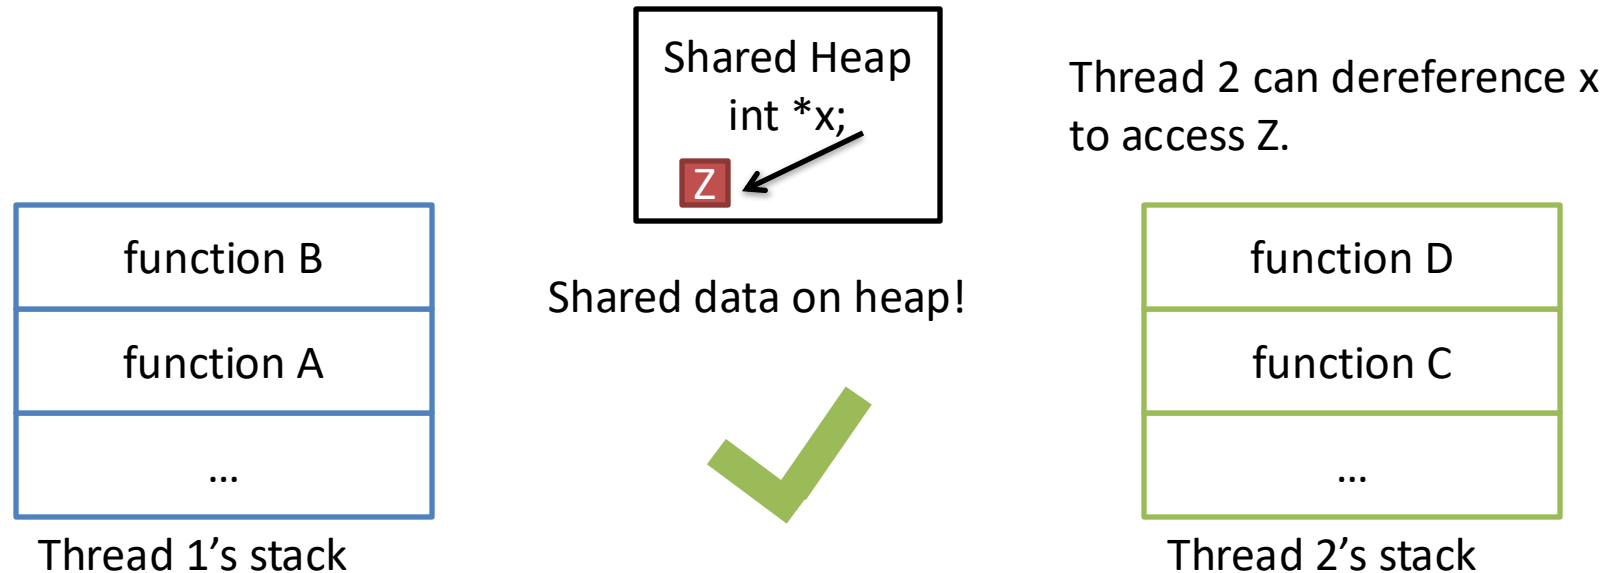 Shared Heap
int *x;
Z
Thread 2 can dereference x
to access Z.
function B
function A
...
Thread 1’s stack
Shared data on heap!
function D
function C
...
Thread 2’s stack